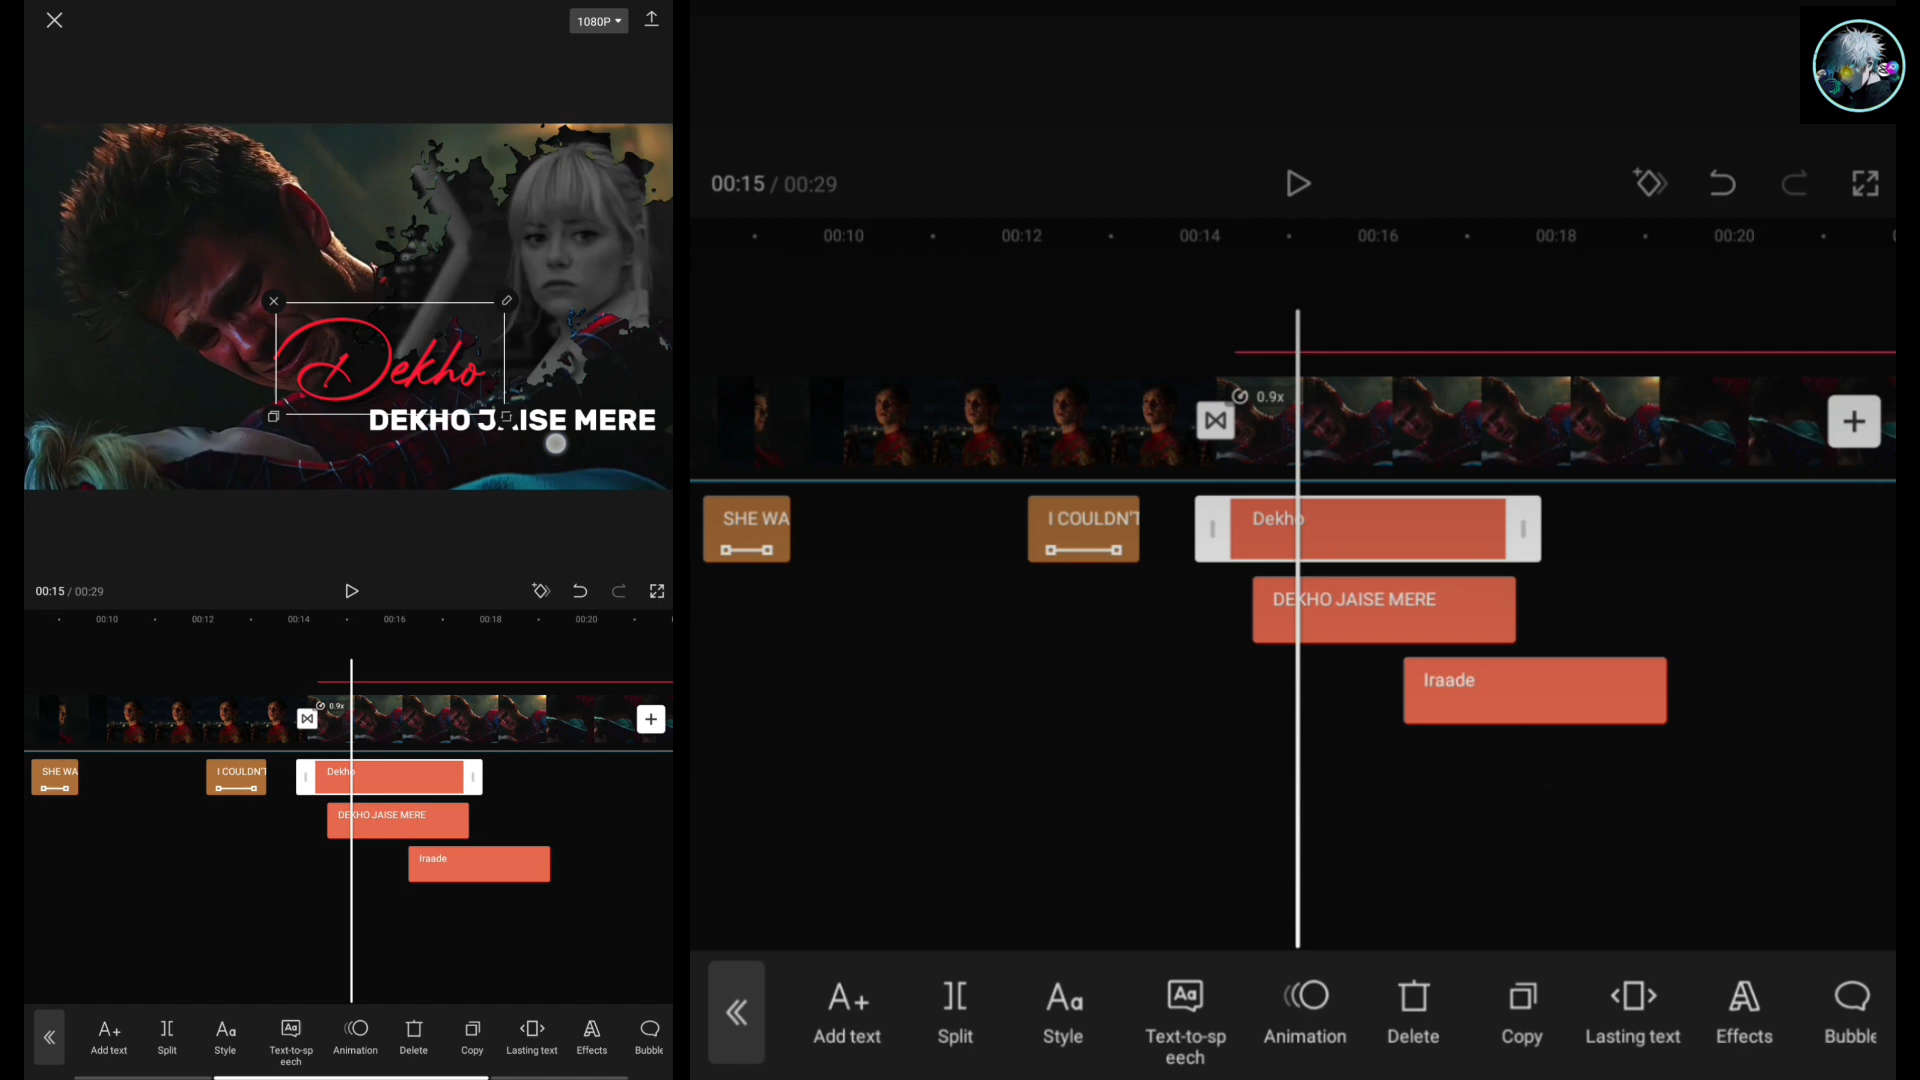 1080P
Dekho
DEKHO JAISE MERE
00:15 / 00:29
00:10 00:12 00:14 00:16 00:18 00:20
0.9x
SHE WA
I COULDN'T
Dekho
DEKHO JAISE MERE
Iraade
Add text
Split
Style
Text-to-sp
eech
Animation
Delete
Copy
Lasting text
Effects
Bubble
00:15 / 00:29
00:10 00:12 00:14 00:16 00:18 00:20
0.9x
SHE WA
I COULDN'T
Dekho
DEKHO JAISE MERE
Iraade
Add text
Split
Style
Text-to-sp
eech
Animation
Delete
Copy
Lasting text
Effects
Bubble